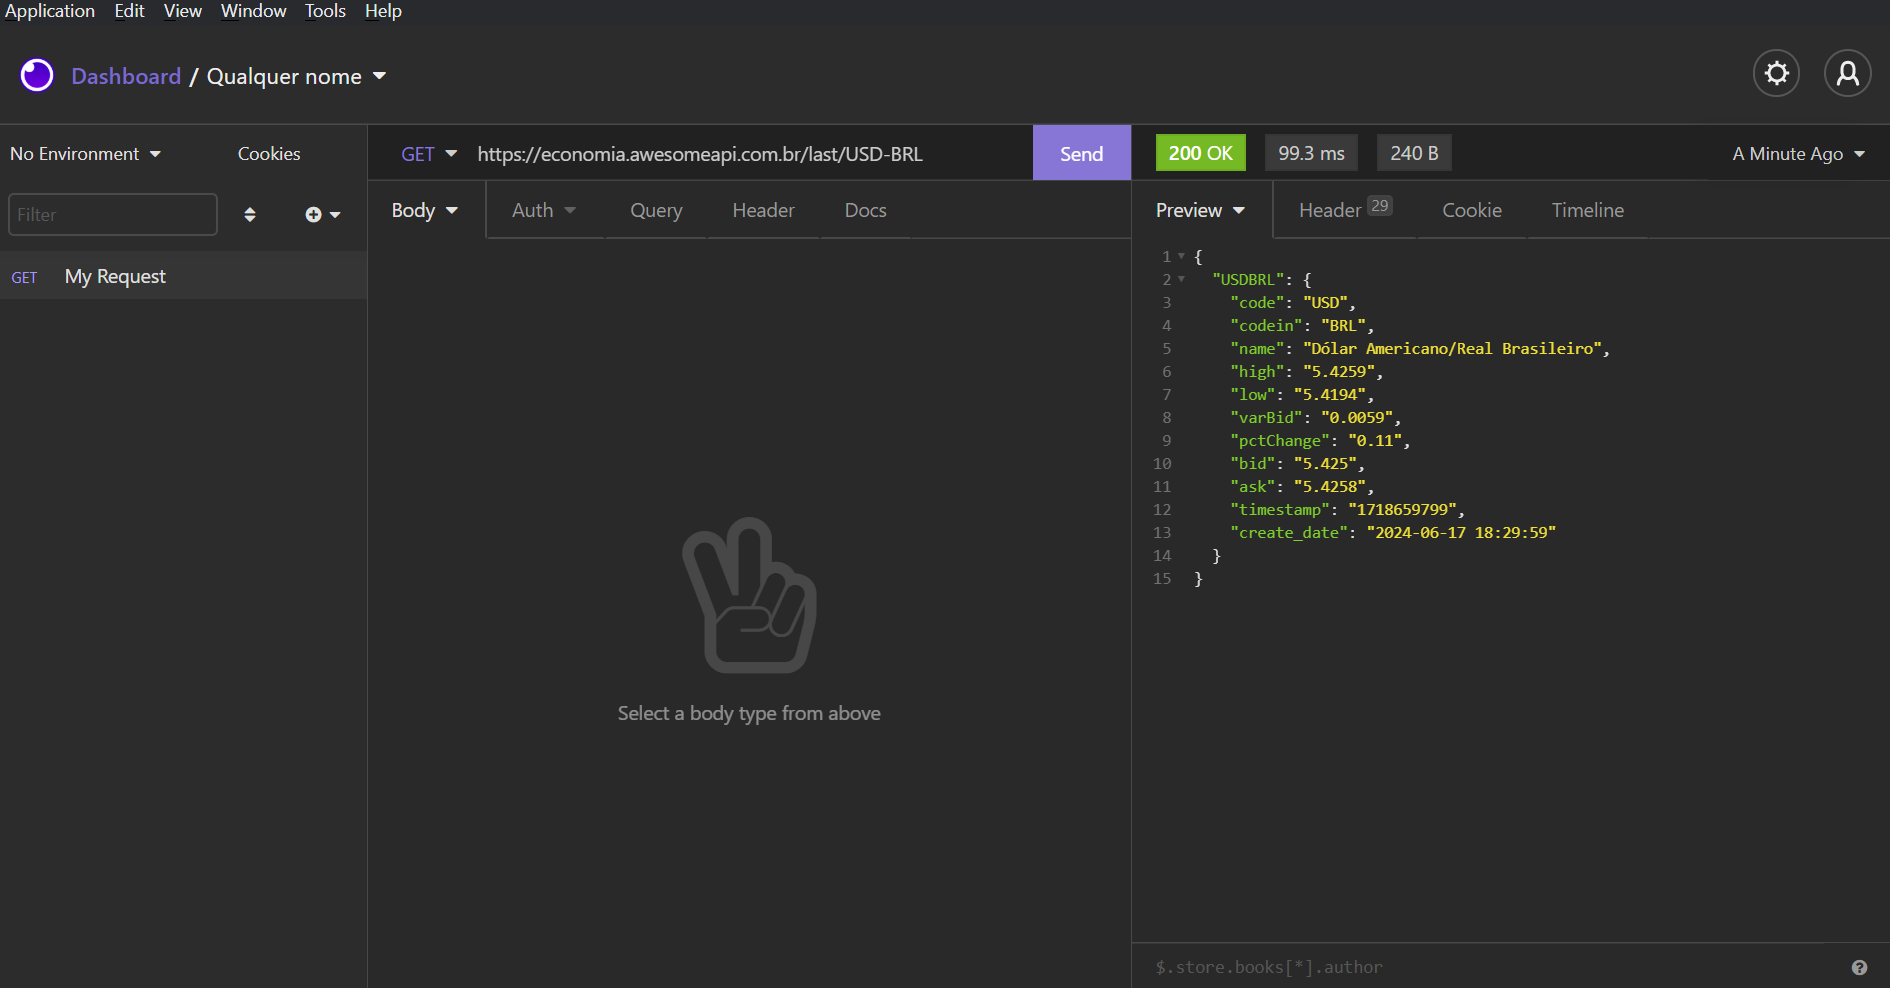 Application Edit View Window Tools Help
Dashboard / Qualquer nome
No Environment Cookies
Filter
GET My Request
GET https://economia.awesomeapi.com.br/last/USD-BRL Send
Body Auth Query Header Docs
Select a body type from above
200 OK 99.3 ms 240 B A Minute Ago
Preview Header 29 Cookie Timeline
1 {
2 "USDBRL": {
3 "code": "USD",
4 "codein": "BRL",
5 "name": "Dólar Americano/Real Brasileiro",
6 "high": "5.4259",
7 "low": "5.4194",
8 "varBid": "0.0059",
9 "pctChange": "0.11",
10 "bid": "5.425",
11 "ask": "5.4258",
12 "timestamp": "1718659799",
13 "create_date": "2024-06-17 18:29:59"
14 }
15 }
$.store.books[*].author